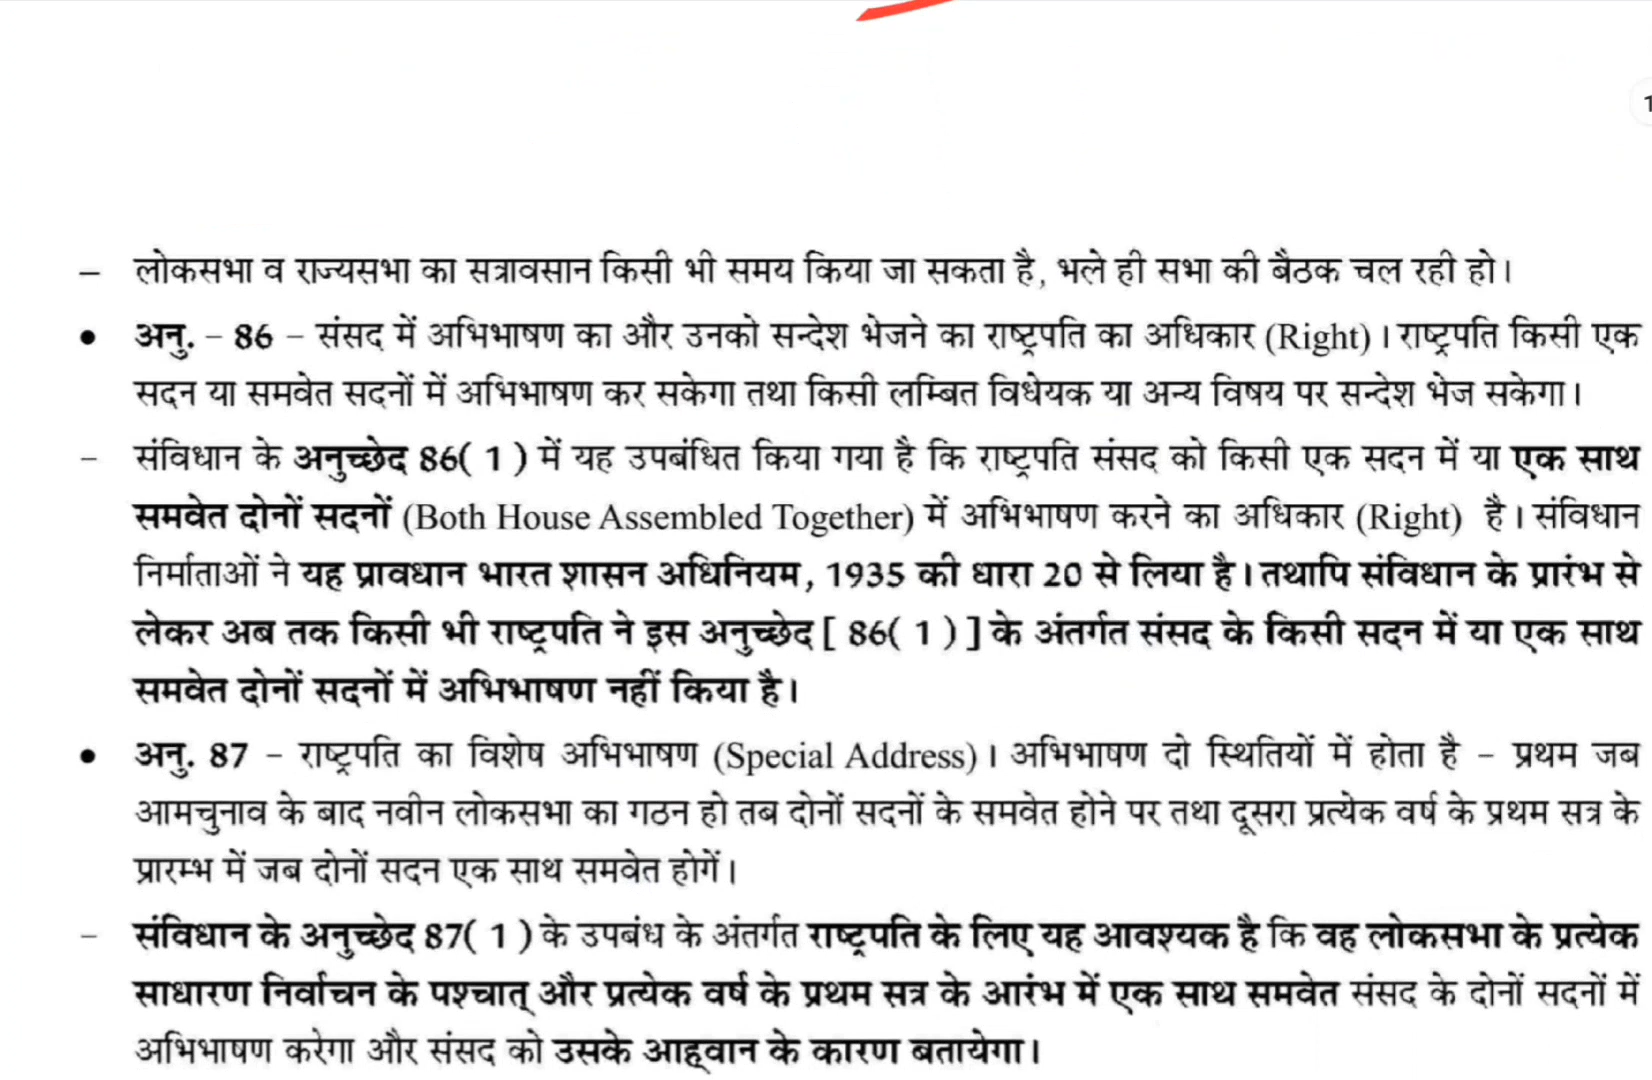 – लोकसभा व राज्यसभा का सत्रावसान किसी भी समय किया जा सकता है, भले ही सभा की बैठक चल रही हो।
• अनु. – 86 – संसद में अभिभाषण का और उनको सन्देश भेजने का राष्ट्रपति का अधिकार (Right)। राष्ट्रपति किसी एक
सदन या समवेत सदनों में अभिभाषण कर सकेगा तथा किसी लम्बित विधेयक या अन्य विषय पर सन्देश भेज सकेगा।
– संविधान के अनुच्छेद 86( 1 ) में यह उपबंधित किया गया है कि राष्ट्रपति संसद को किसी एक सदन में या एक साथ
समवेत दोनों सदनों (Both House Assembled Together) में अभिभाषण करने का अधिकार (Right) है। संविधान
निर्माताओं ने यह प्रावधान भारत शासन अधिनियम, 1935 की धारा 20 से लिया है। तथापि संविधान के प्रारंभ से
लेकर अब तक किसी भी राष्ट्रपति ने इस अनुच्छेद [ 86( 1 ) ] के अंतर्गत संसद के किसी सदन में या एक साथ
समवेत दोनों सदनों में अभिभाषण नहीं किया है।
• अनु. 87 – राष्ट्रपति का विशेष अभिभाषण (Special Address)। अभिभाषण दो स्थितियों में होता है – प्रथम जब
आमचुनाव के बाद नवीन लोकसभा का गठन हो तब दोनों सदनों के समवेत होने पर तथा दूसरा प्रत्येक वर्ष के प्रथम सत्र के
प्रारम्भ में जब दोनों सदन एक साथ समवेत होगें।
– संविधान के अनुच्छेद 87( 1 ) के उपबंध के अंतर्गत राष्ट्रपति के लिए यह आवश्यक है कि वह लोकसभा के प्रत्येक
साधारण निर्वाचन के पश्चात् और प्रत्येक वर्ष के प्रथम सत्र के आरंभ में एक साथ समवेत संसद के दोनों सदनों में
अभिभाषण करेगा और संसद को उसके आह्वान के कारण बतायेगा।